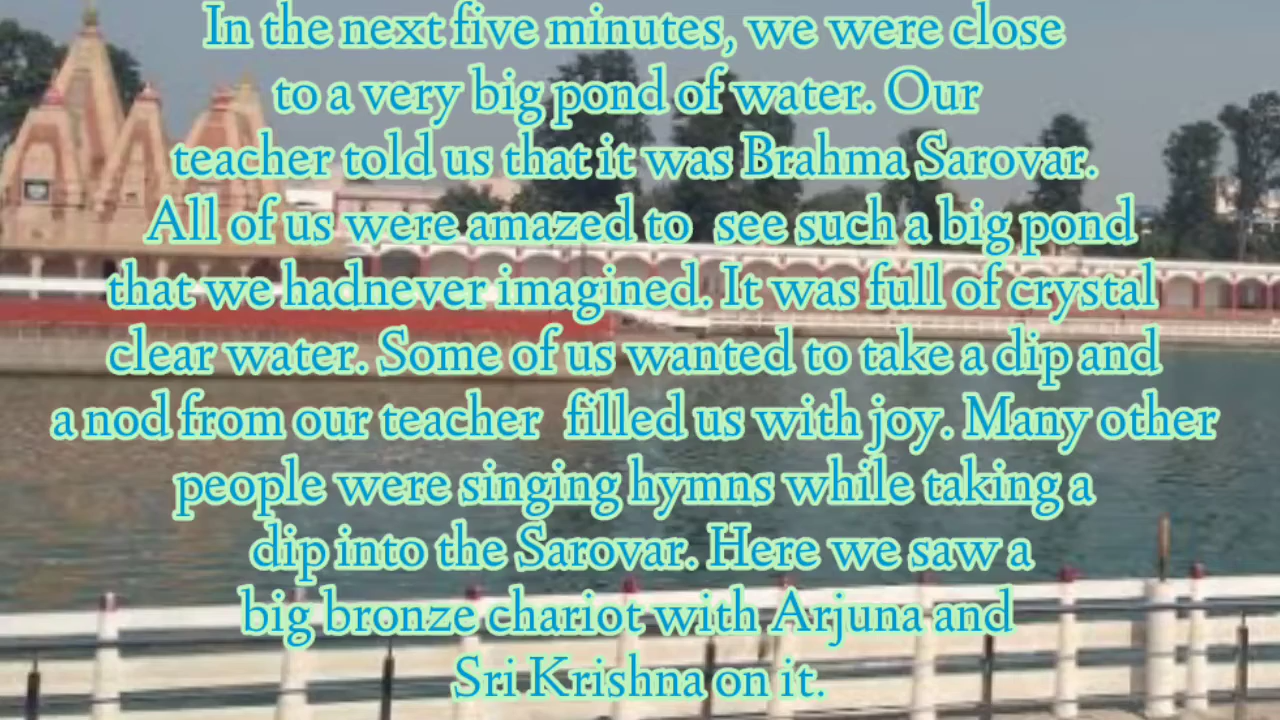 In the next five minutes, we were close
to a very big pond of water. Our
teacher told us that it was Brahma Sarovar.
All of us were amazed to  see such a big pond
that we hadnever imagined. It was full of crystal
clear water. Some of us wanted to take a dip and
a nod from our teacher  filled us with joy. Many other
people were singing hymns while taking a
dip into the Sarovar. Here we saw a
big bronze chariot with Arjuna and
Sri Krishna on it.